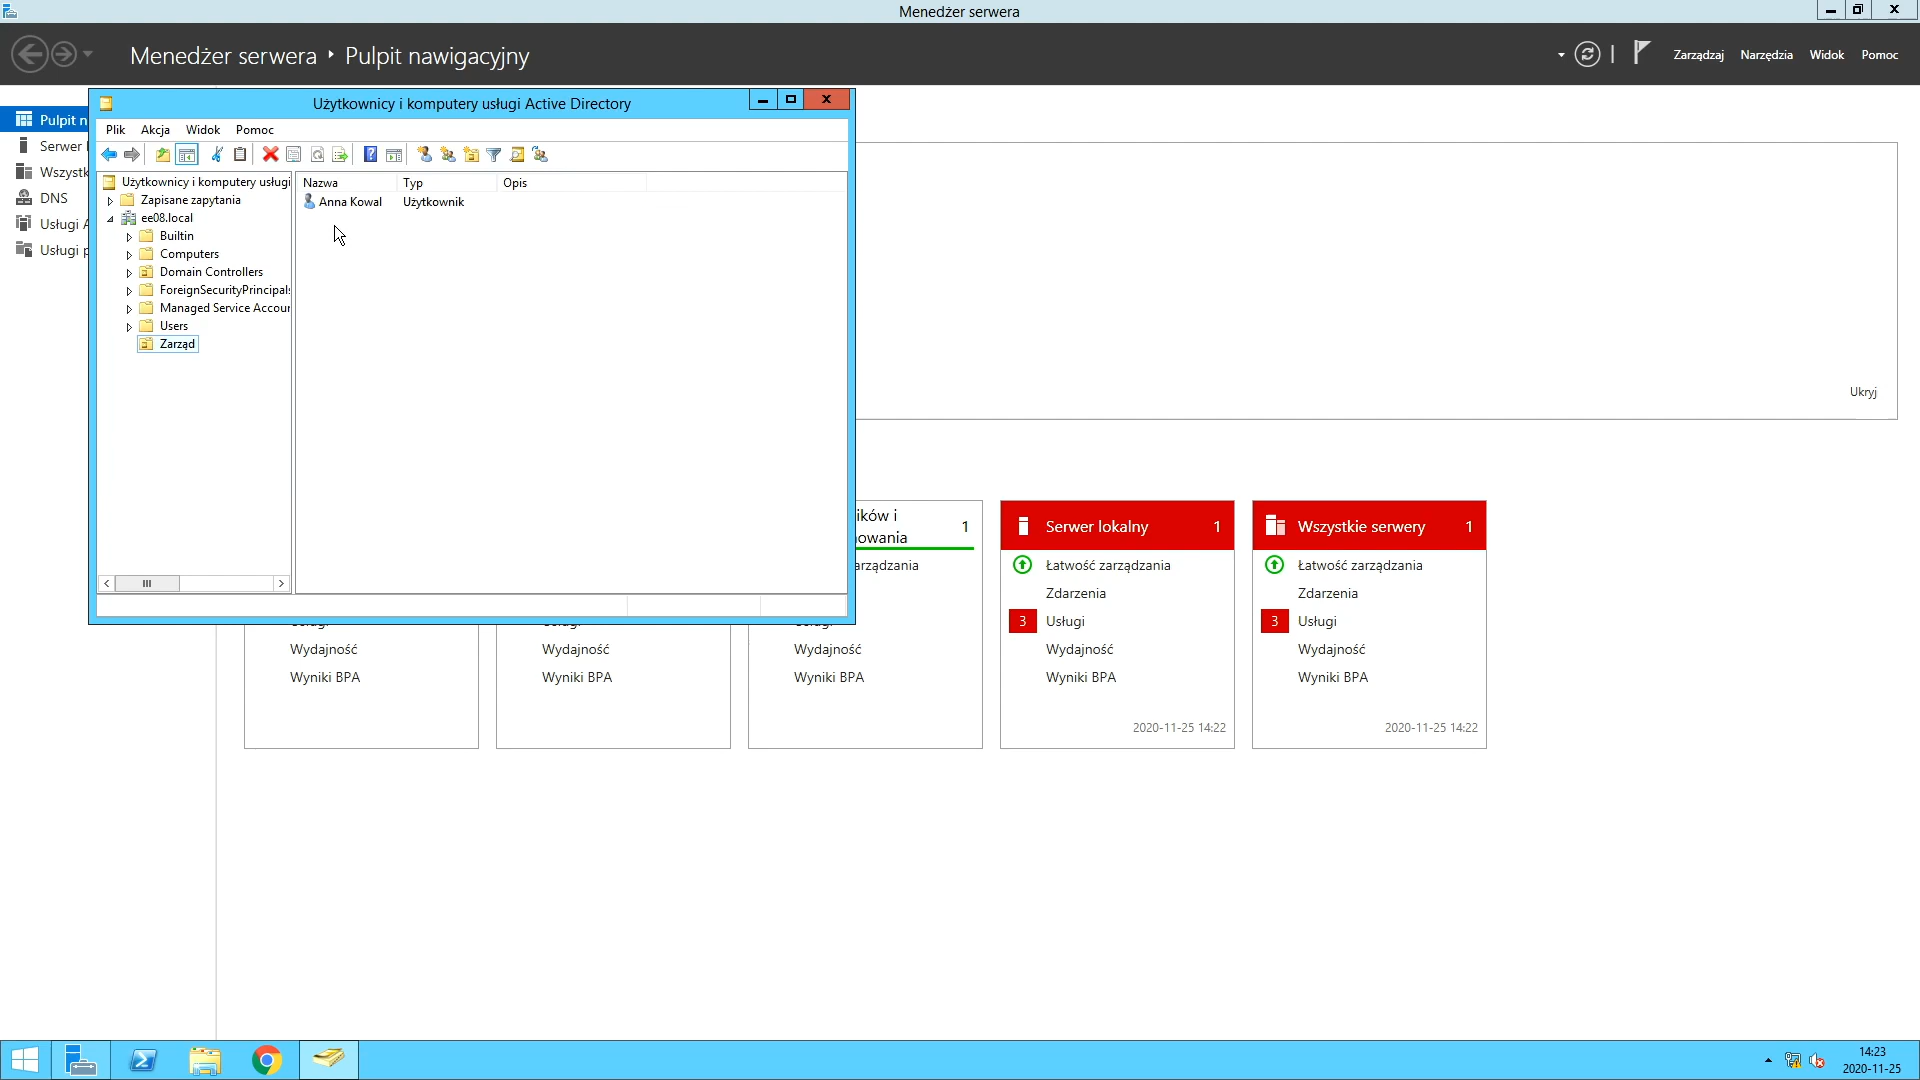 Menedżer serwera
Menedżer serwera ‣ Pulpit nawigacyjny
Zarządzaj Narzędzia Widok Pomoc
Użytkownicy i komputery usługi Active Directory
Plik Akcja Widok Pomoc
Pulpit n
Serwer
Wszystk
DNS
Usługi A
Usługi p
Użytkownicy i komputery usługi
Zapisane zapytania
ee08.local
Builtin
Computers
Domain Controllers
ForeignSecurityPrincipals
Managed Service Accour
Users
Zarząd
Nazwa Typ Opis
Anna Kowal Użytkownik
Ukryj
ików i 1
owania
arządzania
Wydajność
Wyniki BPA
Wydajność
Wyniki BPA
Wydajność
Wyniki BPA
Serwer lokalny 1
Łatwość zarządzania
Zdarzenia
3 Usługi
Wydajność
Wyniki BPA
2020-11-25 14:22
Wszystkie serwery 1
Łatwość zarządzania
Zdarzenia
3 Usługi
Wydajność
Wyniki BPA
2020-11-25 14:22
14:23
2020-11-25